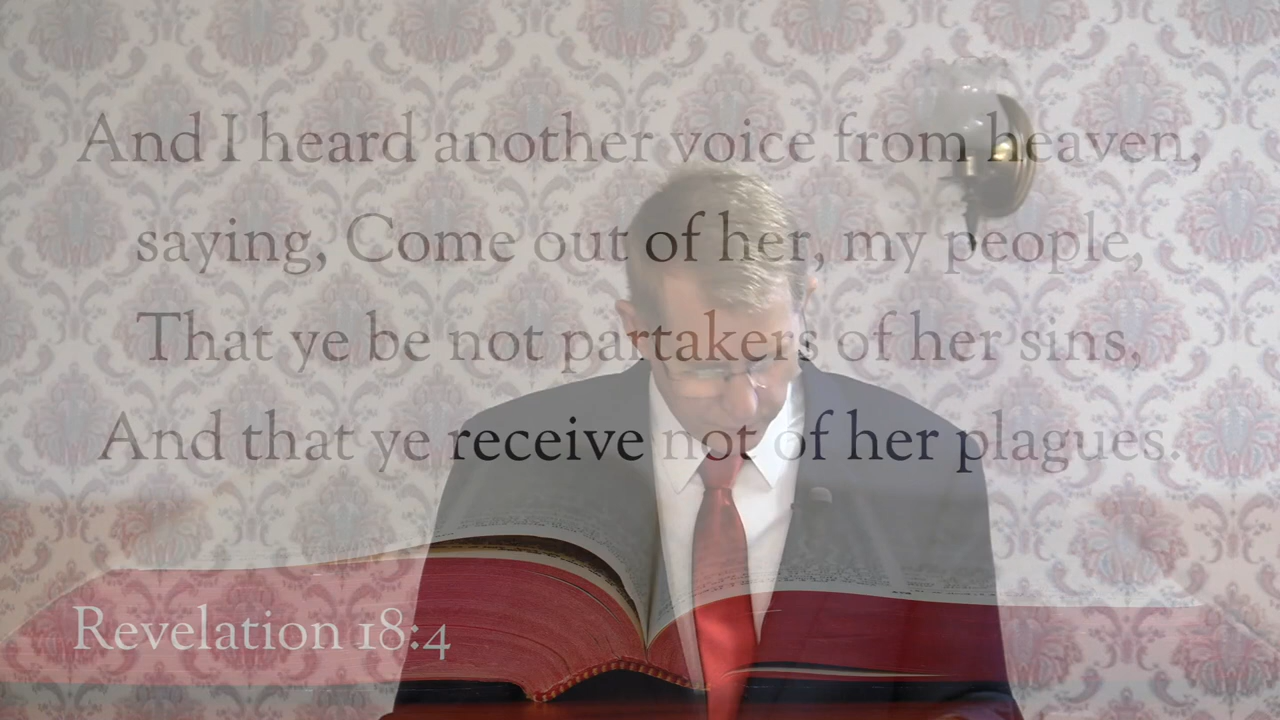 And I heard another voice from heaven,
saying, Come out of her, my people,
That ye be not partakers of her sins,
And that ye receive not of her plagues.
Revelation 18:4